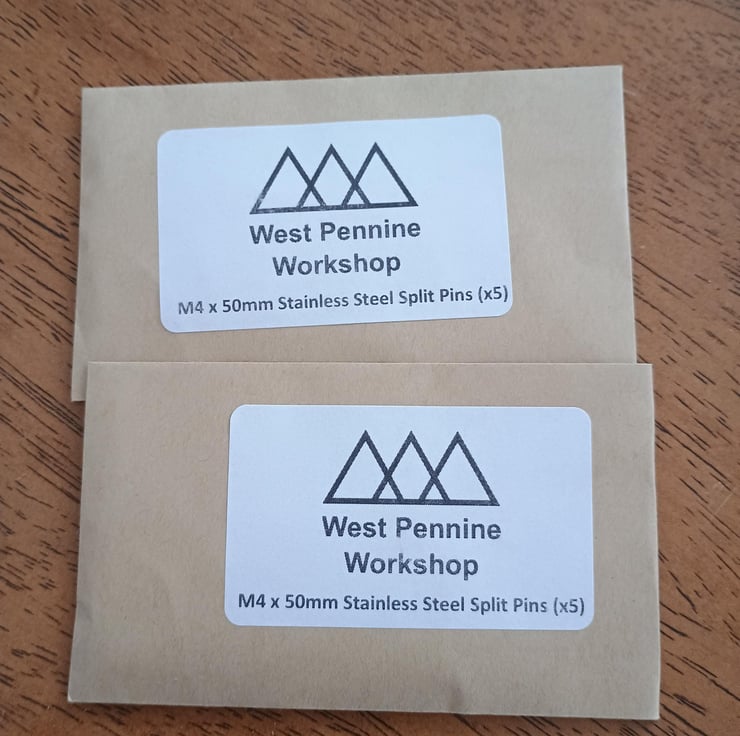 West Pennine
Workshop
M4 x 50mm Stainless Steel Split Pins (x5)
West Pennine
Workshop
M4 x 50mm Stainless Steel Split Pins (x5)